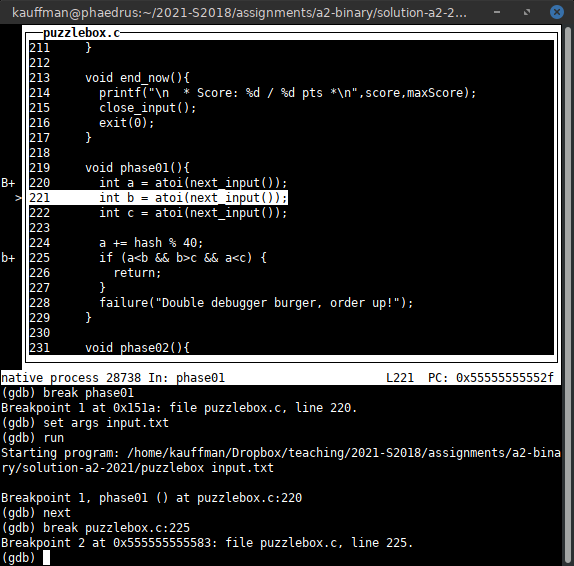 kauffman@phaedrus:~/2021-S2018/assignments/a2-binary/solution-a2-2...
puzzlebox.c
211     }
212
213     void end_now(){
214       printf("\n  * Score: %d / %d pts *\n",score,maxScore);
215       close_input();
216       exit(0);
217     }
218
219     void phase01(){
B+ 220       int a = atoi(next_input());
> 221       int b = atoi(next_input());
222       int c = atoi(next_input());
223
224       a += hash % 40;
b+ 225       if (a<b && b>c && a<c) {
226         return;
227       }
228       failure("Double debugger burger, order up!");
229     }
230
231     void phase02(){
native process 28738 In: phase01                       L221  PC: 0x55555555552f
(gdb) break phase01
Breakpoint 1 at 0x151a: file puzzlebox.c, line 220.
(gdb) set args input.txt
(gdb) run
Starting program: /home/kauffman/Dropbox/teaching/2021-S2018/assignments/a2-bina
ry/solution-a2-2021/puzzlebox input.txt

Breakpoint 1, phase01 () at puzzlebox.c:220
(gdb) next
(gdb) break puzzlebox.c:225
Breakpoint 2 at 0x555555555583: file puzzlebox.c, line 225.
(gdb)